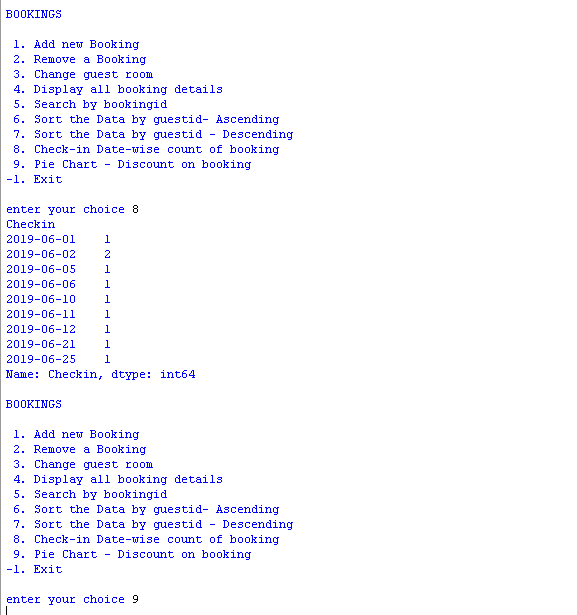 BOOKINGS
1. Add new Booking
2. Remove a Booking
3. Change guest room
4. Display all booking details
5. Search by bookingid
6. Sort the Data by guestid- Ascending
7. Sort the Data by guestid - Descending
8. Check-in Date-wise count of booking
9. Pie Chart - Discount on booking
-1. Exit
enter your choice 8
Checkin
2019-06-01    1
2019-06-02    2
2019-06-05    1
2019-06-06    1
2019-06-10    1
2019-06-11    1
2019-06-12    1
2019-06-21    1
2019-06-25    1
Name: Checkin, dtype: int64
BOOKINGS
1. Add new Booking
2. Remove a Booking
3. Change guest room
4. Display all booking details
5. Search by bookingid
6. Sort the Data by guestid- Ascending
7. Sort the Data by guestid - Descending
8. Check-in Date-wise count of booking
9. Pie Chart - Discount on booking
-1. Exit
enter your choice 9